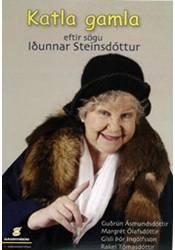 Katla gamla
eftir sögu
Iðunnar Steinsdóttur
Guðrún Ásmundsdóttir
Margrét Ólafsdóttir
Gísli Þór Ingólfsson
Rakel Tómasdóttir